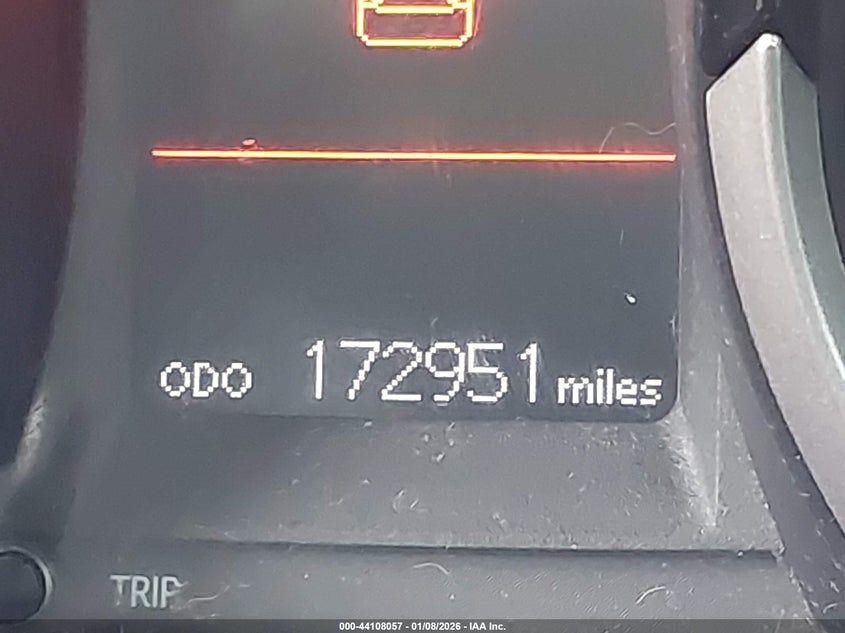 ODO 172951 miles
TRIP
000-44108057 - 01/08/2026 - IAA Inc.